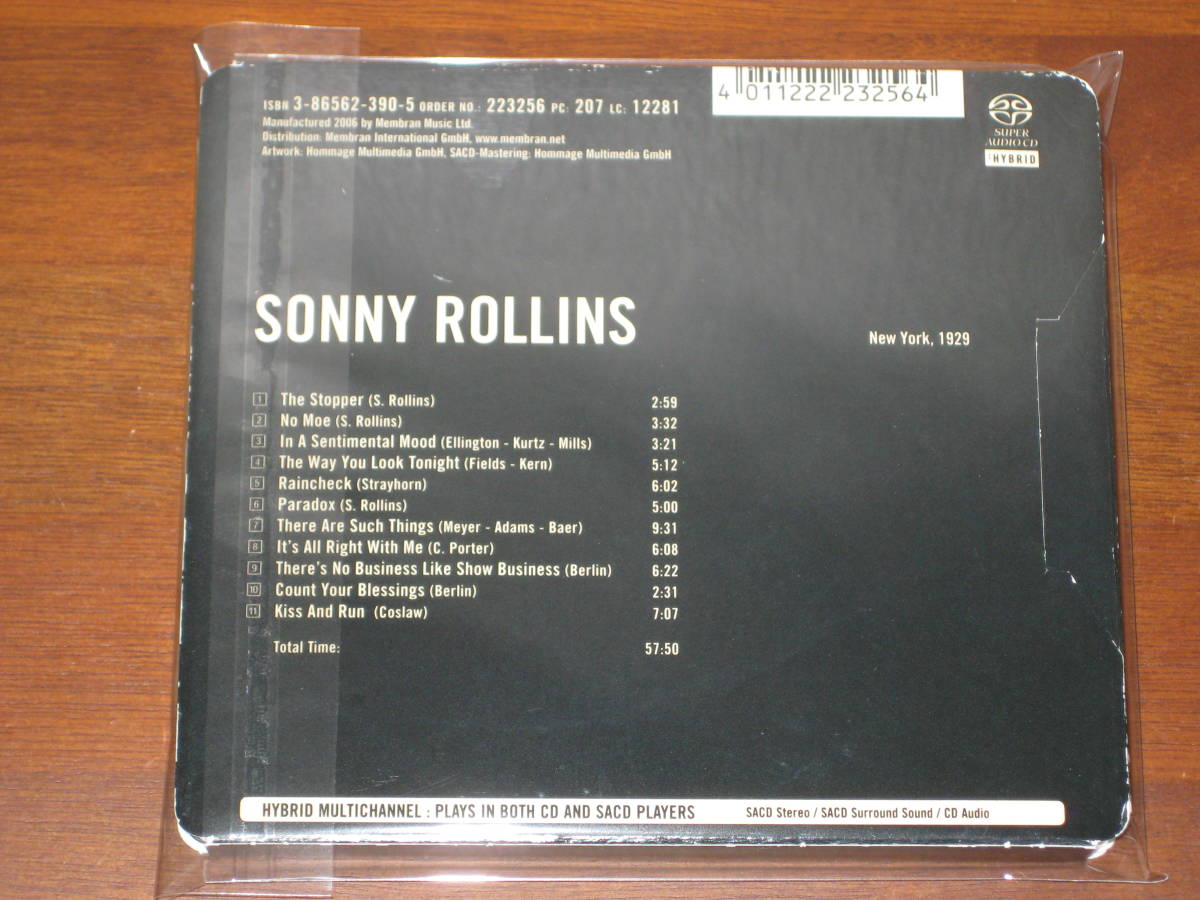 ISBN 3-86562-390-5 ORDER NO.: 223256 PC: 207 LC: 12281
Manufactured 2006 by Membran Music Ltd.
Distribution: Membran International GmbH, www.membran.net
Artwork: Hommage Multimedia GmbH, SACD-Mastering: Hommage Multimedia GmbH
4 011222 232564
SUPER
AUDIO CD
HYBRID
SONNY ROLLINS
New York, 1929
1 The Stopper (S. Rollins) 2:59
2 No Moe (S. Rollins) 3:32
3 In A Sentimental Mood (Ellington - Kurtz - Mills) 3:21
4 The Way You Look Tonight (Fields - Kern) 5:12
5 Raincheck (Strayhorn) 6:02
6 Paradox (S. Rollins) 5:00
7 There Are Such Things (Meyer - Adams - Baer) 9:31
8 It's All Right With Me (C. Porter) 6:08
9 There's No Business Like Show Business (Berlin) 6:22
10 Count Your Blessings (Berlin) 2:31
11 Kiss And Run (Coslaw) 7:07
Total Time: 57:50
HYBRID MULTICHANNEL : PLAYS IN BOTH CD AND SACD PLAYERS SACD Stereo / SACD Surround Sound / CD Audio